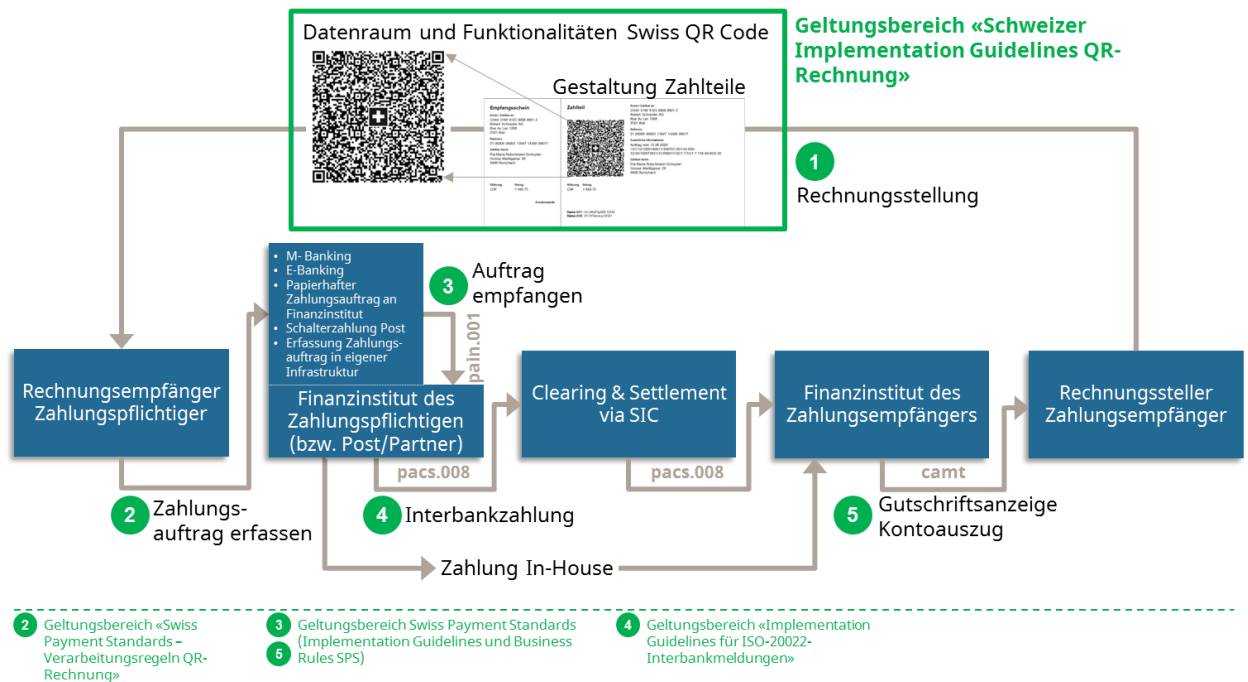 Datenraum und Funktionalitäten Swiss QR Code
Geltungsbereich «Schweizer
Implementation Guidelines QR-
Rechnung»
Gestaltung Zahlteile
Empfangsschein
Zahlteil
1
Rechnungsstellung
• M- Banking
• E-Banking
• Papierhafter
Zahlungsauftrag an
Finanzinstitut
• Schalterzahlung Post
• Erfassung Zahlungs-
auftrag in eigener
Infrastruktur
3
Auftrag
empfangen
pain.001
Rechnungsempfänger
Zahlungspflichtiger
Finanzinstitut des
Zahlungspflichtigen
(bzw. Post/Partner)
Clearing & Settlement
via SIC
Finanzinstitut des
Zahlungsempfängers
Rechnungssteller
Zahlungsempfänger
pacs.008
pacs.008
camt
2
Zahlungs-
auftrag erfassen
4
Interbankzahlung
5
Gutschriftsanzeige
Kontoauszug
Zahlung In-House
2
Geltungsbereich «Swiss
Payment Standards –
Verarbeitungsregeln QR-
Rechnung»
3
5
Geltungsbereich Swiss Payment Standards
(Implementation Guidelines und Business
Rules SPS)
4
Geltungsbereich «Implementation
Guidelines für ISO-20022-
Interbankmeldungen»